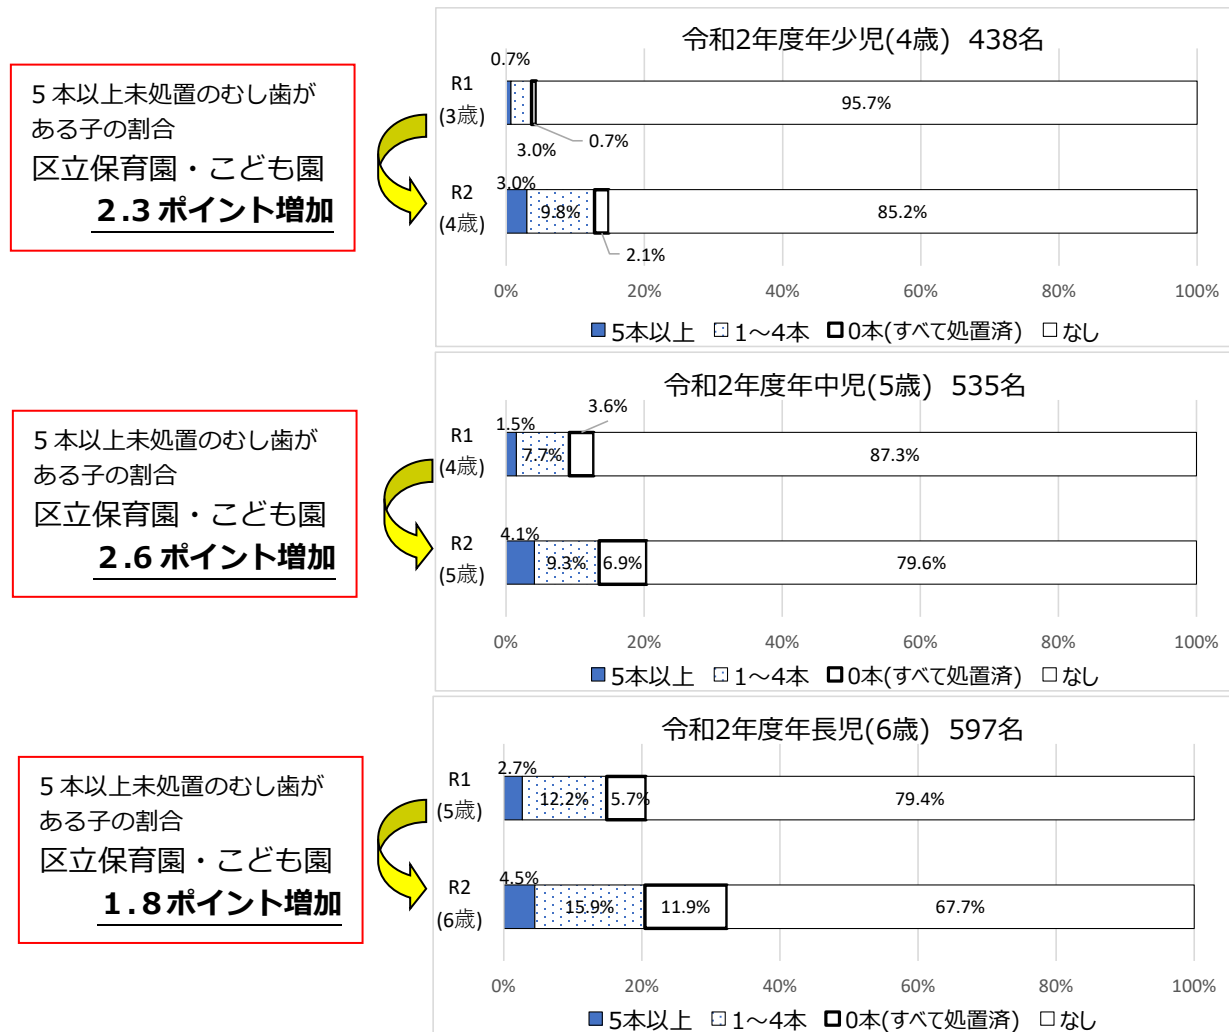 5本以上未処置のむし歯が
ある子の割合
区立保育園・こども園
2.3ポイント増加
令和2年度年少児(4歳) 438名
0.7%
R1
(3歳)
95.7%
0.7%
3.0%
3.0%
R2
(4歳)
9.8%
85.2%
2.1%
0% 20% 40% 60% 80% 100%
5本以上 1～4本 0本(すべて処置済) なし
5本以上未処置のむし歯が
ある子の割合
区立保育園・こども園
2.6ポイント増加
令和2年度年中児(5歳) 535名
3.6%
1.5%
R1
(4歳)
7.7%
87.3%
4.1%
R2
(5歳)
9.3%
6.9%
79.6%
0% 20% 40% 60% 80% 100%
5本以上 1～4本 0本(すべて処置済) なし
5本以上未処置のむし歯が
ある子の割合
区立保育園・こども園
1.8ポイント増加
令和2年度年長児(6歳) 597名
2.7%
R1
(5歳)
12.2%
5.7%
79.4%
4.5%
R2
(6歳)
15.9%
11.9%
67.7%
0% 20% 40% 60% 80% 100%
5本以上 1～4本 0本(すべて処置済) なし